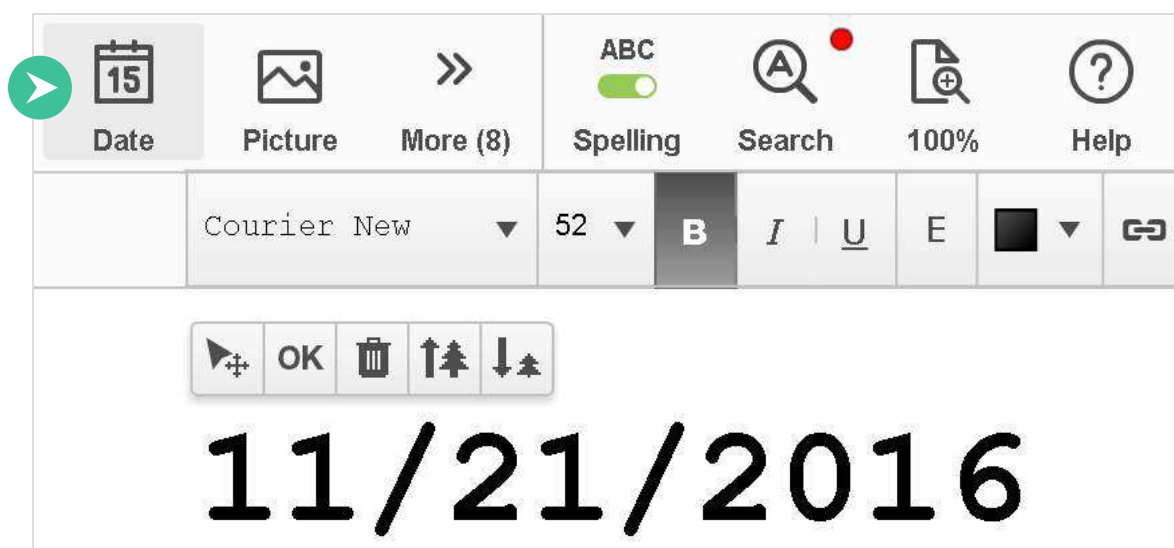 ABC
15
Date Picture More (8) Spelling Search 100% Help
Courier New 52 B I U E
OK
11/21/2016